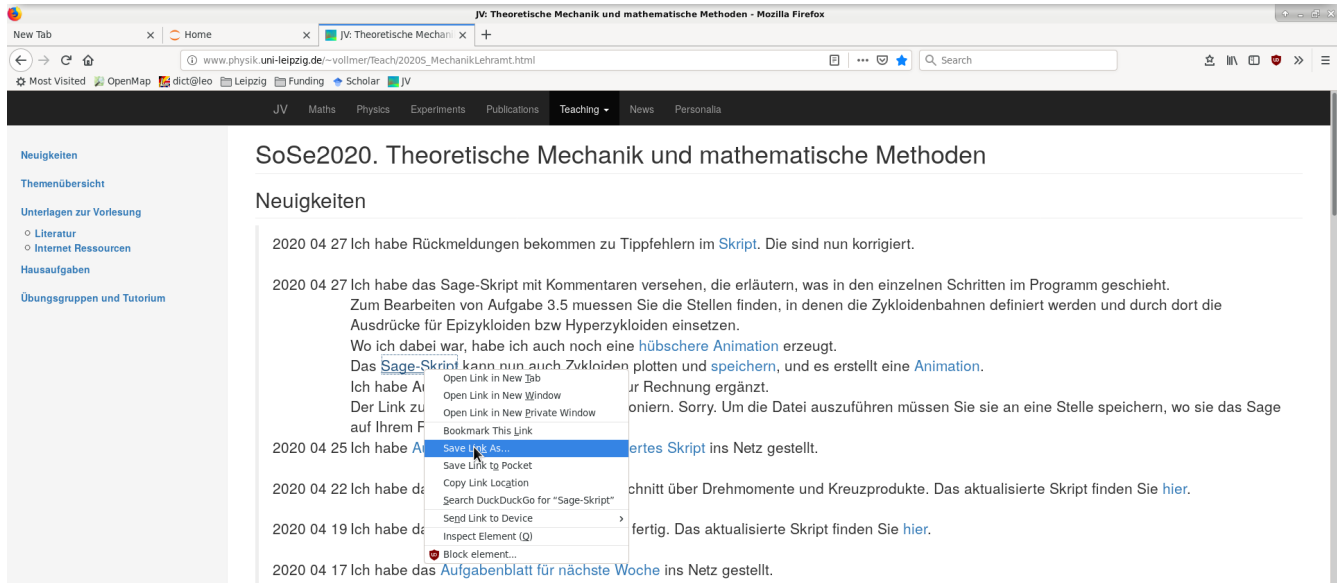 JV: Theoretische Mechanik und mathematische Methoden - Mozilla Firefox
New Tab Home JV: Theoretische Mechani
www.physik.uni-leipzig.de/~vollmer/Teach/2020S_MechanikLehramt.html Search
Most Visited OpenMap dict@leo Leipzig Funding Scholar JV
JV Maths Physics Experiments Publications Teaching News Personalia
Neuigkeiten
Themenübersicht
Unterlagen zur Vorlesung
Literatur
Internet Ressourcen
Hausaufgaben
Übungsgruppen und Tutorium
SoSe2020. Theoretische Mechanik und mathematische Methoden
Neuigkeiten
2020 04 27 Ich habe Rückmeldungen bekommen zu Tippfehlern im Skript. Die sind nun korrigiert.
2020 04 27 Ich habe das Sage-Skript mit Kommentaren versehen, die erläutern, was in den einzelnen Schritten im Programm geschieht.
Zum Bearbeiten von Aufgabe 3.5 muessen Sie die Stellen finden, in denen die Zykloidenbahnen definiert werden und durch dort die
Ausdrücke für Epizykloiden bzw Hyperzykloiden einsetzen.
Wo ich dabei war, habe ich auch noch eine hübschere Animation erzeugt.
Das Sage-Skript kann nun auch Zykloiden plotten und speichern, und es erstellt eine Animation.
Ich habe Au ur Rechnung ergänzt.
Der Link zu onieren. Sorry. Um die Datei auszuführen müssen Sie sie an eine Stelle speichern, wo sie das Sage
auf Ihrem
2020 04 25 Ich habe Au ertes Skript ins Netz gestellt.
2020 04 22 Ich habe da chnitt über Drehmomente und Kreuzprodukte. Das aktualisierte Skript finden Sie hier.
2020 04 19 Ich habe da fertig. Das aktualisierte Skript finden Sie hier.
2020 04 17 Ich habe das Aufgabenblatt für nächste Woche ins Netz gestellt.
Open Link in New Tab
Open Link in New Window
Open Link in New Private Window
Bookmark This Link
Save Link As...
Save Link to Pocket
Copy Link Location
Search DuckDuckGo for “Sage-Skript”
Send Link to Device
Inspect Element (Q)
Block element...